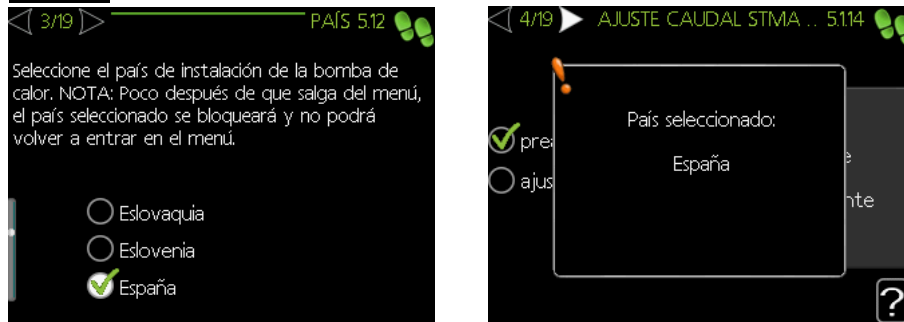 3/19
PAÍS 5.12
Seleccione el país de instalación de la bomba de
calor. NOTA: Poco después de que salga del menú,
el país seleccionado se bloqueará y no podrá
volver a entrar en el menú.
Eslovaquia
Eslovenia
España
4/19
AJUSTE CAUDAL STMA .. 5.1.14
País seleccionado:
España
prea
ajus
e
nte
?